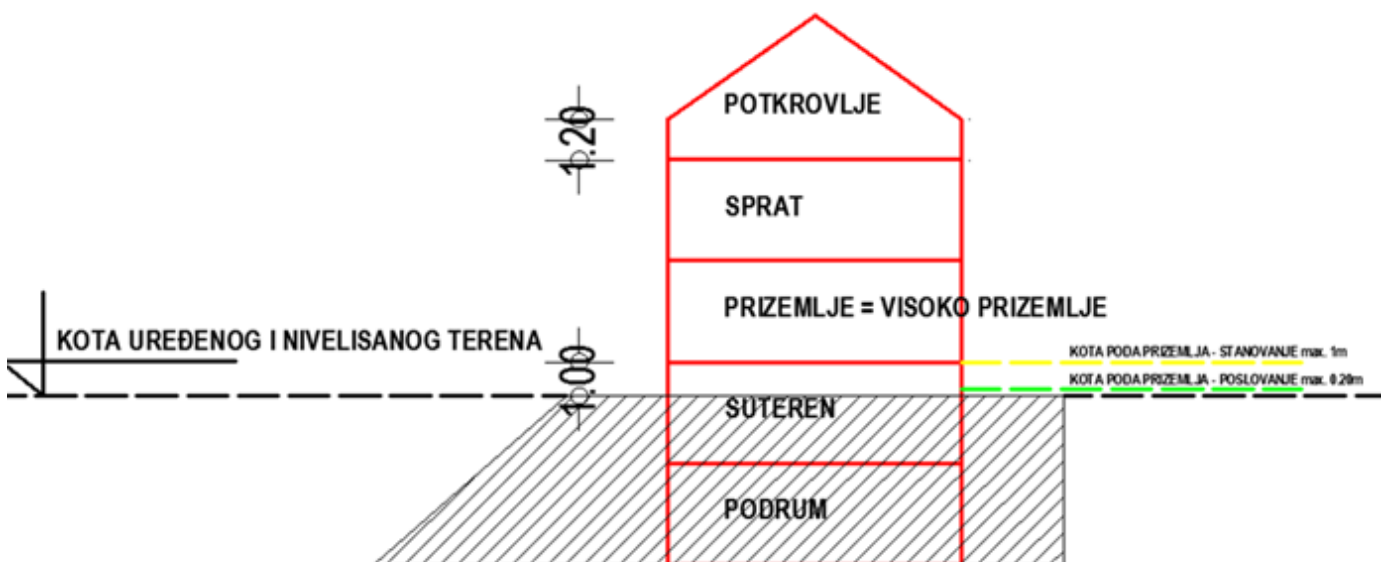 POTKROVLJE
1.20
SPRAT
PRIZEMLJE = VISOKO PRIZEMLJE
KOTA UREĐENOG I NIVELISANOG TERENA
1.00
KOTA PODA PRIZEMLJA - STANOVANJE max. 1m
KOTA PODA PRIZEMLJA - POSLOVANJE max. 0.20m
SUTEREN
PODRUM